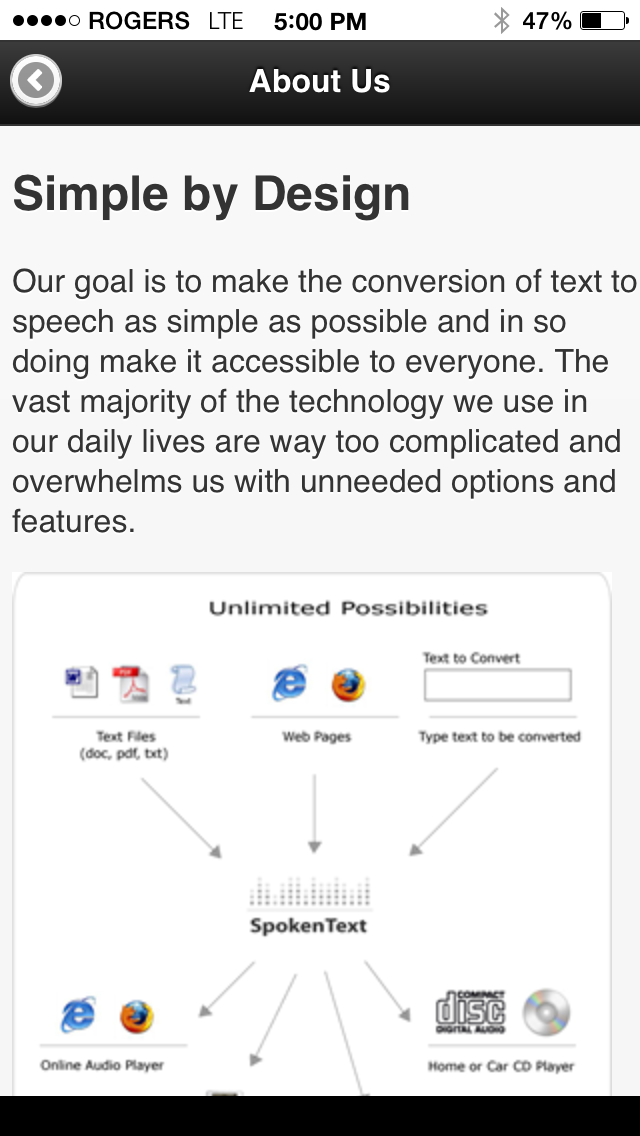 ROGERS LTE 5:00 PM 47%
About Us
Simple by Design
Our goal is to make the conversion of text to
speech as simple as possible and in so
doing make it accessible to everyone. The
vast majority of the technology we use in
our daily lives are way too complicated and
overwhelms us with unneeded options and
features.
Unlimited Possibilities
PDF
Text
Text to Convert
Text Files
(doc, pdf, txt)
Web Pages
Type text to be converted
SpokenText
COMPACT
disc
DIGITAL AUDIO
Online Audio Player
Home or Car CD Player